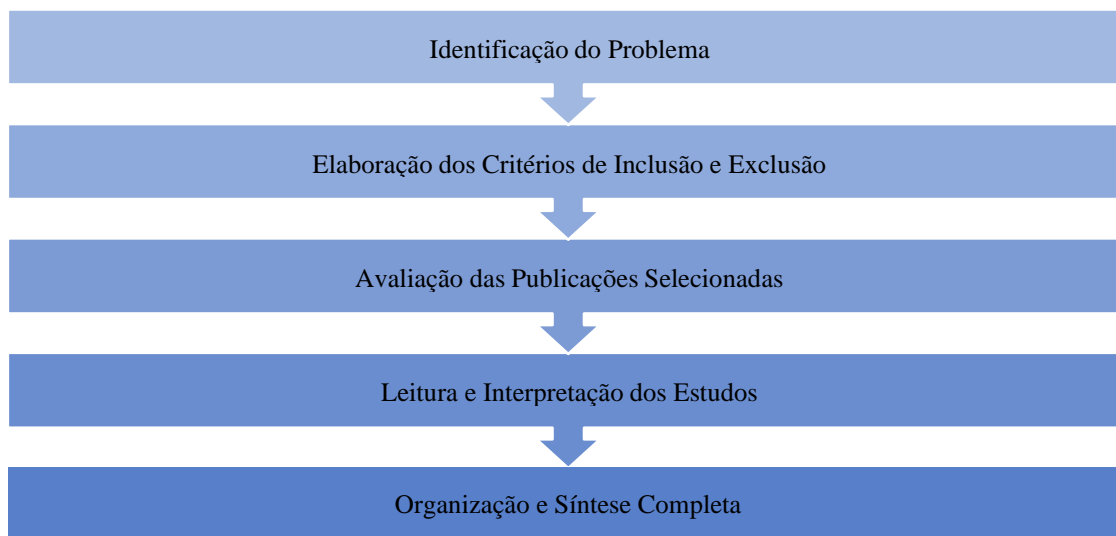 Identificação do Problema
Elaboração dos Critérios de Inclusão e Exclusão
Avaliação das Publicações Selecionadas
Leitura e Interpretação dos Estudos
Organização e Síntese Completa